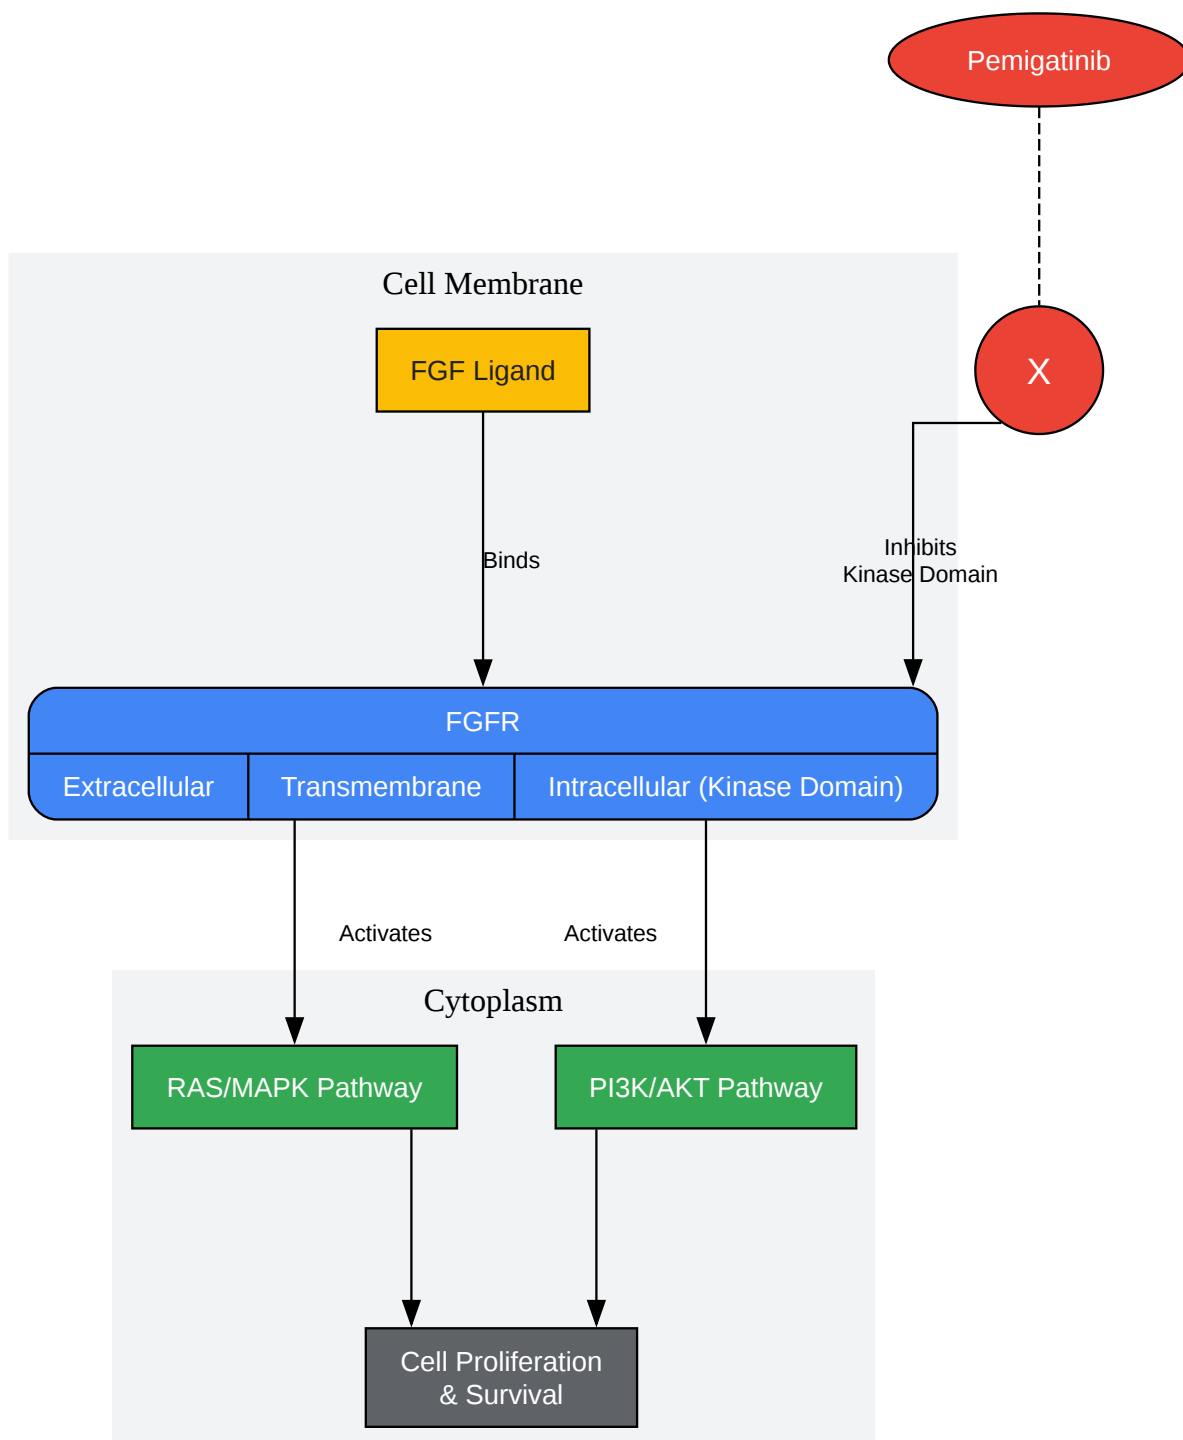 Pemigatinib
Cell Membrane
FGF Ligand
X
Binds
Inhibits
Kinase Domain
FGFR
Extracellular
Transmembrane
Intracellular (Kinase Domain)
Activates
Activates
Cytoplasm
RAS/MAPK Pathway
PI3K/AKT Pathway
Cell Proliferation
& Survival